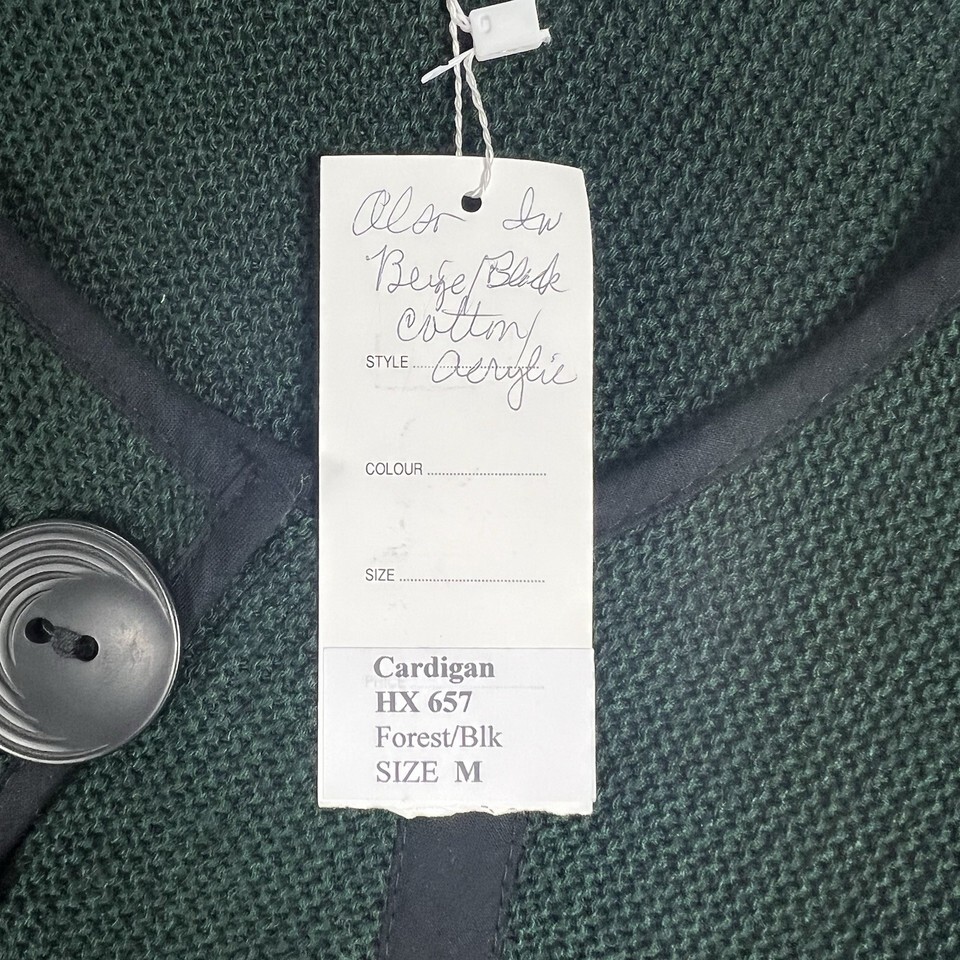 Also In
Beige/Black
Cotton/
Acrylic
STYLE
COLOUR
SIZE
Cardigan
HX 657
Forest/Blk
SIZE M